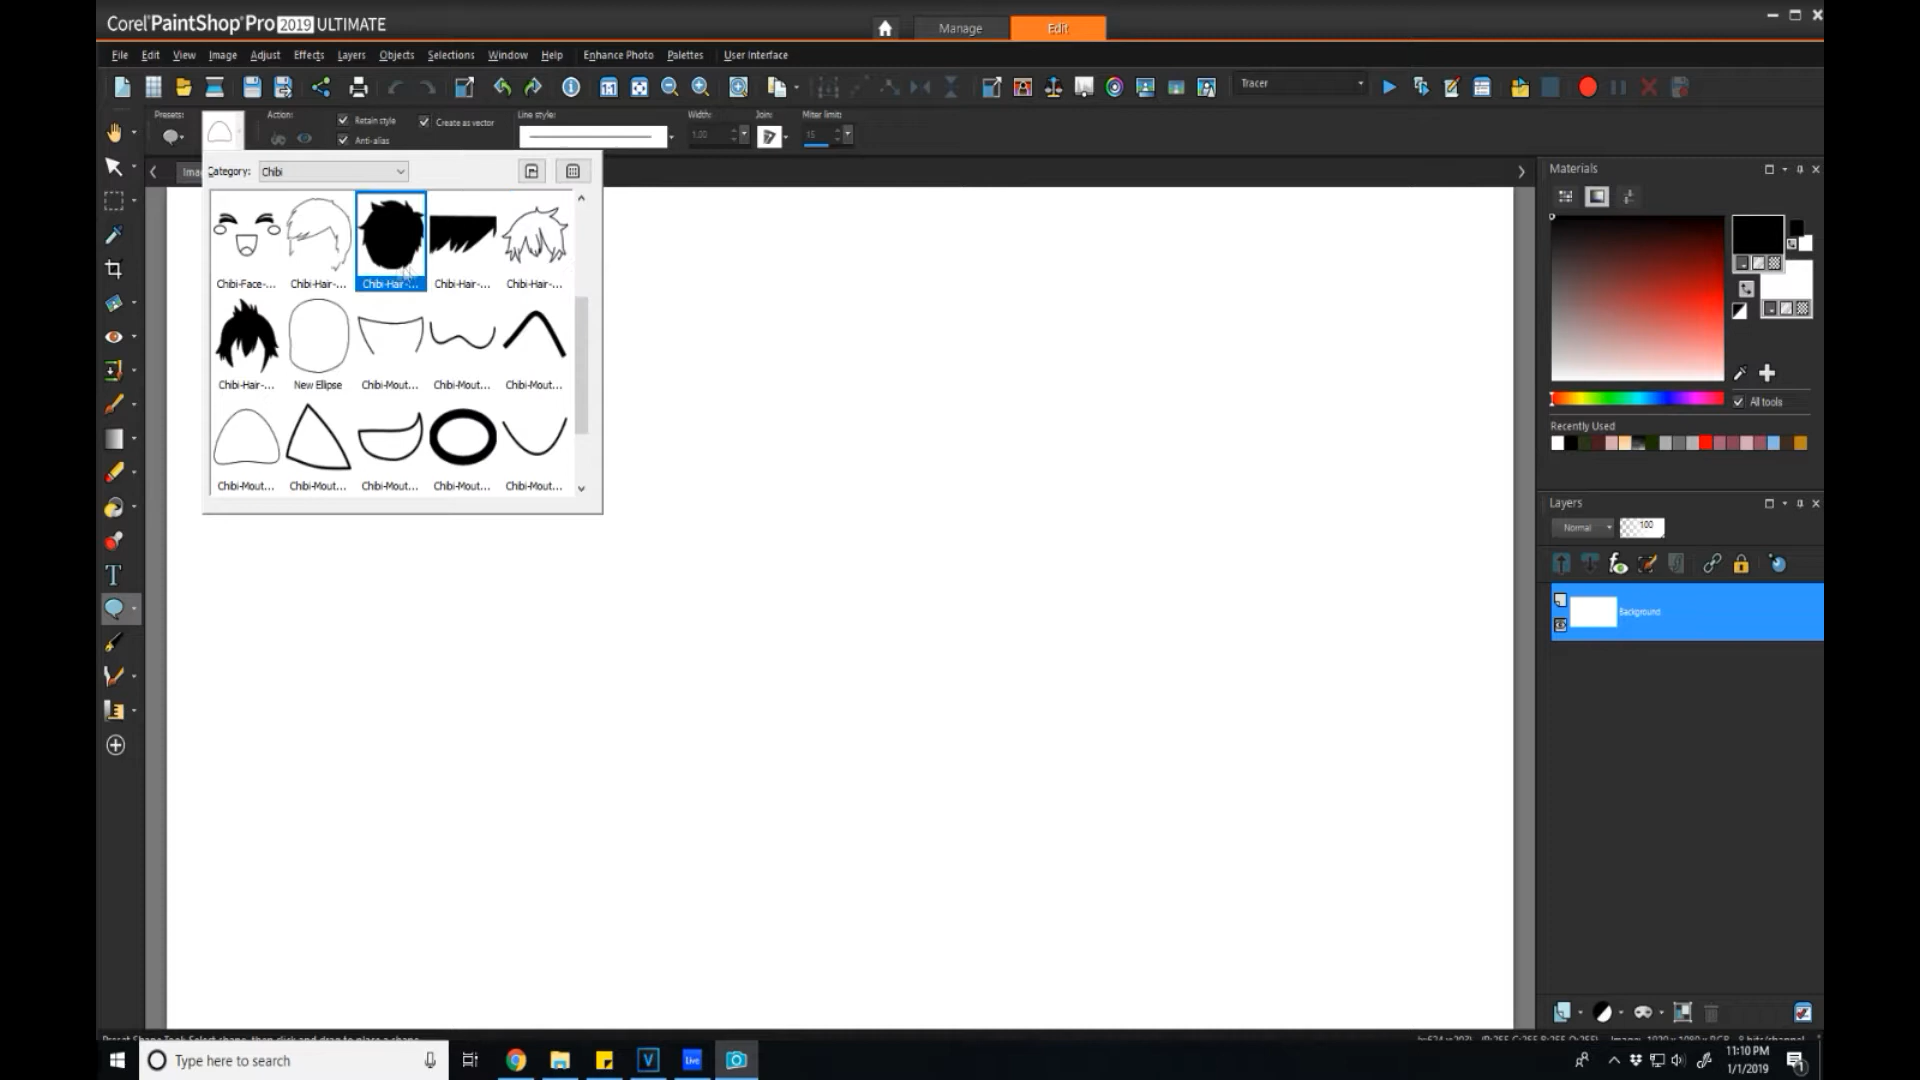 Corel PaintShop Pro 2019 ULTIMATE
Manage
Edit
File Edit View Image Adjust Effects Layers Objects Selections Window Help Enhance Photo Palettes User Interface
Tracer
Presets:
Action:
Retain style
Anti-alias
Create as vector
Line style:
Width:
1.00
Join:
Miter limit:
15
Category: Chibi
Chibi-Face-... Chibi-Hair-... Chibi-Hair-... Chibi-Hair-... Chibi-Hair-...
Chibi-Hair-... New Ellipse Chibi-Mout... Chibi-Mout... Chibi-Mout...
Chibi-Mout... Chibi-Mout... Chibi-Mout... Chibi-Mout... Chibi-Mout...
Materials
All tools
Recently Used
Layers
Normal
100
Background
Type here to search
V
Live
11:10 PM
1/1/2019